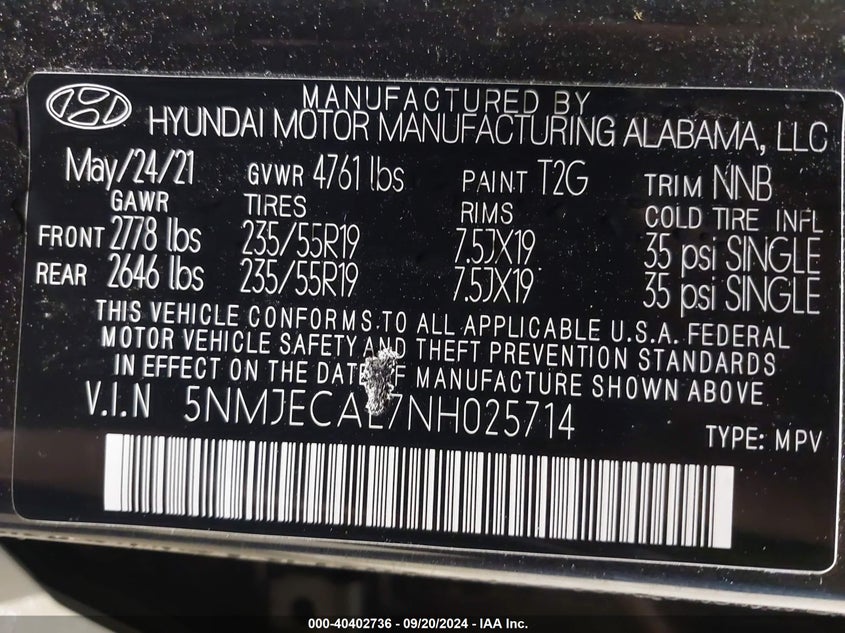 MANUFACTURED BY
HYUNDAI MOTOR MANUFACTURING ALABAMA, LLC
May/24/21 GVWR 4761 lbs PAINT T2G TRIM NNB
GAWR TIRES RIMS COLD TIRE INFL
FRONT 2778 lbs 235/55R19 7.5JX19 35 psi SINGLE
REAR 2646 lbs 235/55R19 7.5JX19 35 psi SINGLE
THIS VEHICLE CONFORMS TO ALL APPLICABLE U.S.A. FEDERAL
MOTOR VEHICLE SAFETY AND THEFT PREVENTION STANDARDS
IN EFFECT ON THE DATE OF MANUFACTURE SHOWN ABOVE
V.I.N 5NMJECAE7NH025714
TYPE: MPV
000-40402736 - 09/20/2024 - IAA Inc.